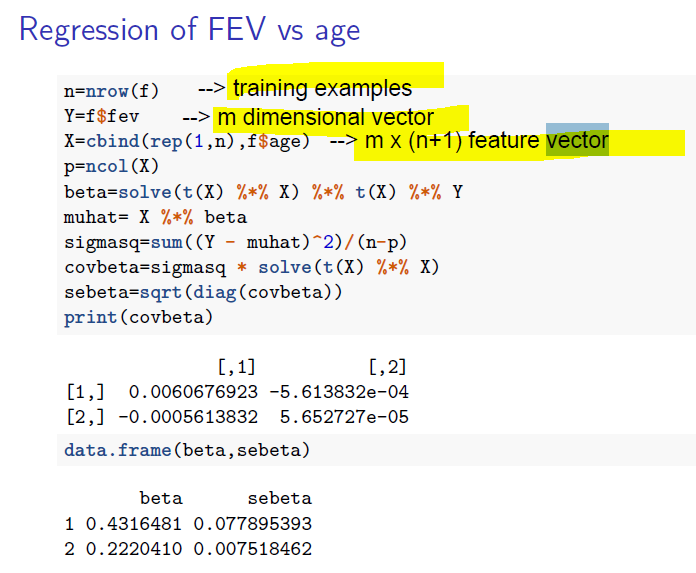 Regression of FEV vs age
n=nrow(f) --> training examples
Y=f$fev --> m dimensional vector
X=cbind(rep(1,n),f$age) --> m x (n+1) feature vector
p=ncol(X)
beta=solve(t(X) %*% X) %*% t(X) %*% Y
muhat= X %*% beta
sigmasq=sum((Y - muhat)^2)/(n-p)
covbeta=sigmasq * solve(t(X) %*% X)
sebeta=sqrt(diag(covbeta))
print(covbeta)
[,1] [,2]
[1,] 0.0060676923 -5.613832e-04
[2,] -0.0005613832 5.652727e-05
data.frame(beta,sebeta)
beta sebeta
1 0.4316481 0.077895393
2 0.2220410 0.007518462